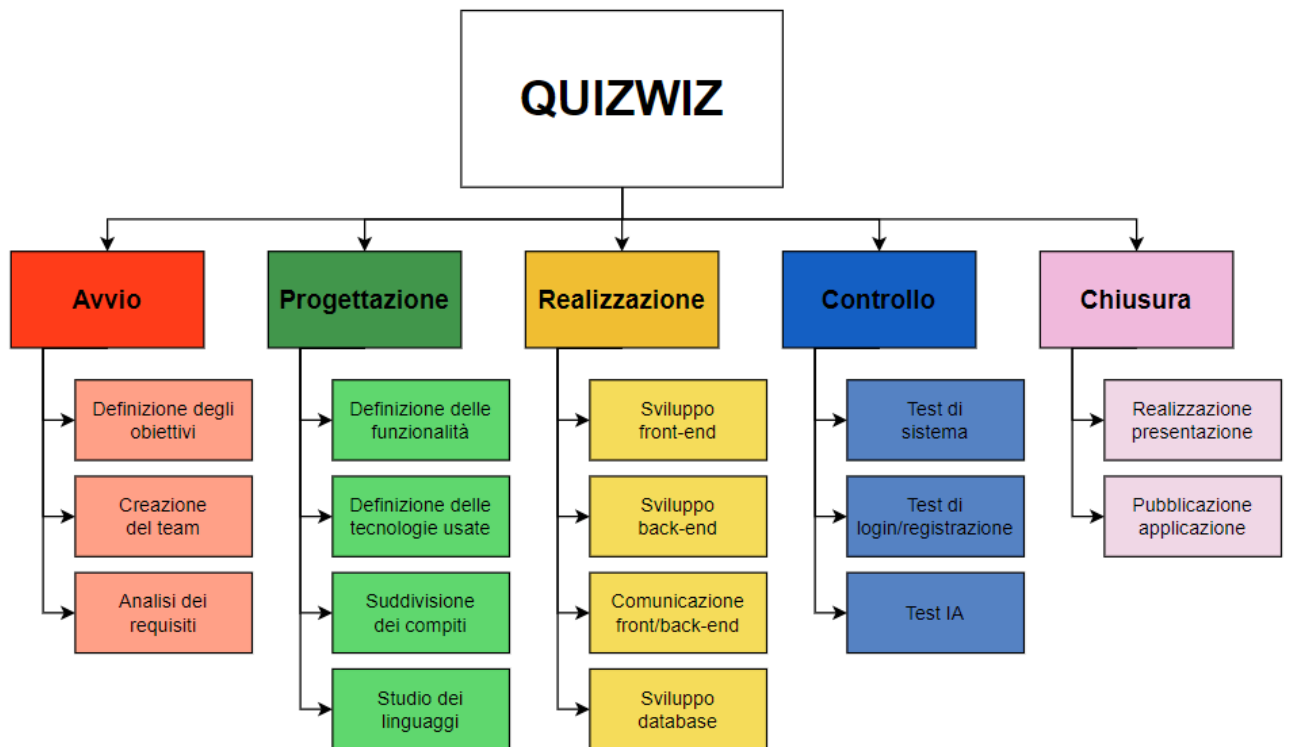 QUIZWIZ
Avvio
Progettazione
Realizzazione
Controllo
Chiusura
Definizione degli
obiettivi
Creazione
del team
Analisi dei
requisiti
Definizione delle
funzionalità
Definizione delle
tecnologie usate
Suddivisione
dei compiti
Studio dei
linguaggi
Sviluppo
front-end
Sviluppo
back-end
Comunicazione
front/back-end
Sviluppo
database
Test di
sistema
Test di
login/registrazione
Test IA
Realizzazione
presentazione
Pubblicazione
applicazione